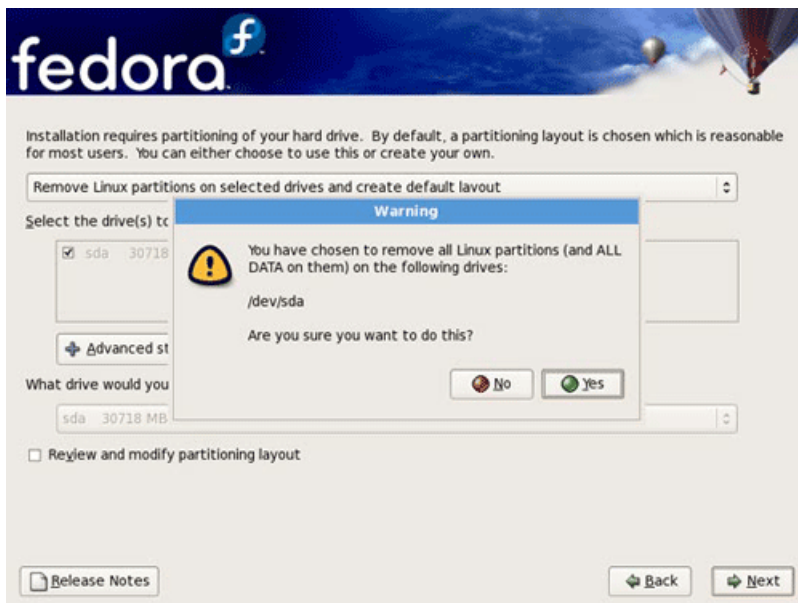 fedora
Installation requires partitioning of your hard drive. By default, a partitioning layout is chosen which is reasonable
for most users. You can either choose to use this or create your own.
Remove Linux partitions on selected drives and create default layout
Warning
Select the drive(s) to
sda 30718
You have chosen to remove all Linux partitions (and ALL
DATA on them) on the following drives:
/dev/sda
Are you sure you want to do this?
Advanced st
No
Yes
What drive would you
sda 30718 MB
Review and modify partitioning layout
Release Notes
Back
Next